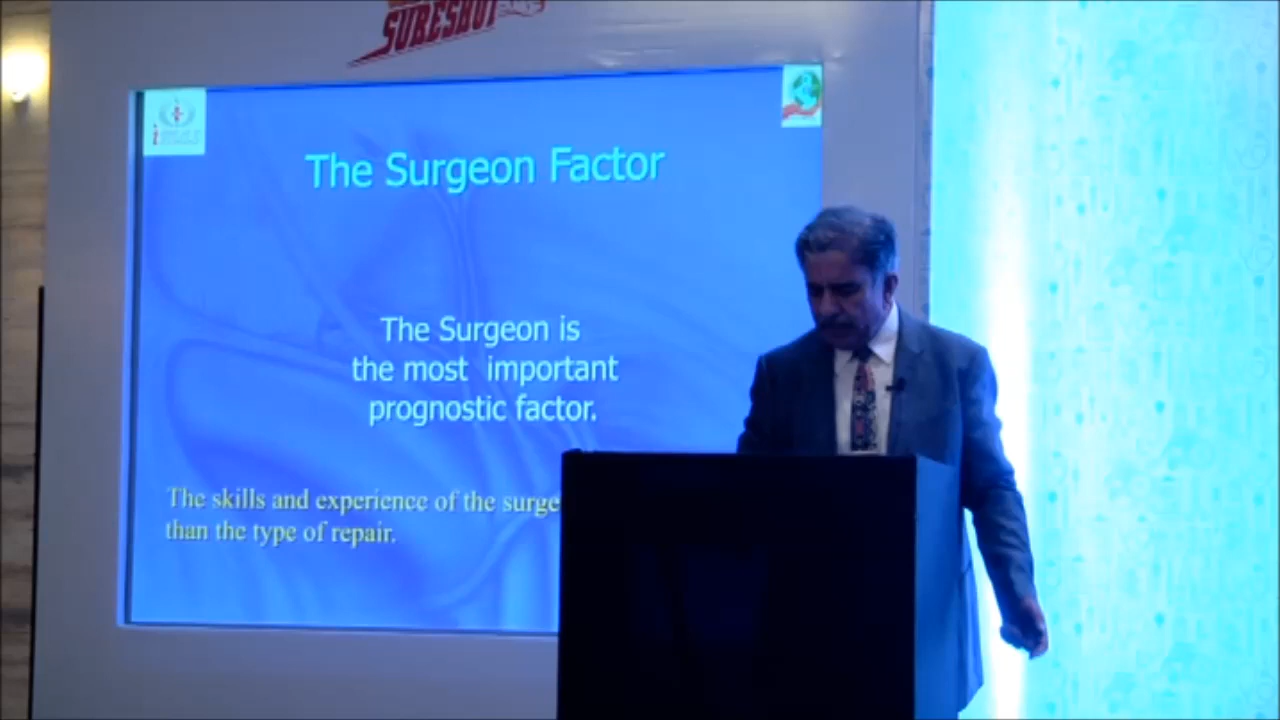 SURESHOT
The Surgeon Factor
The Surgeon is
the most important
prognostic factor.
The skills and experience of the surge
than the type of repair.